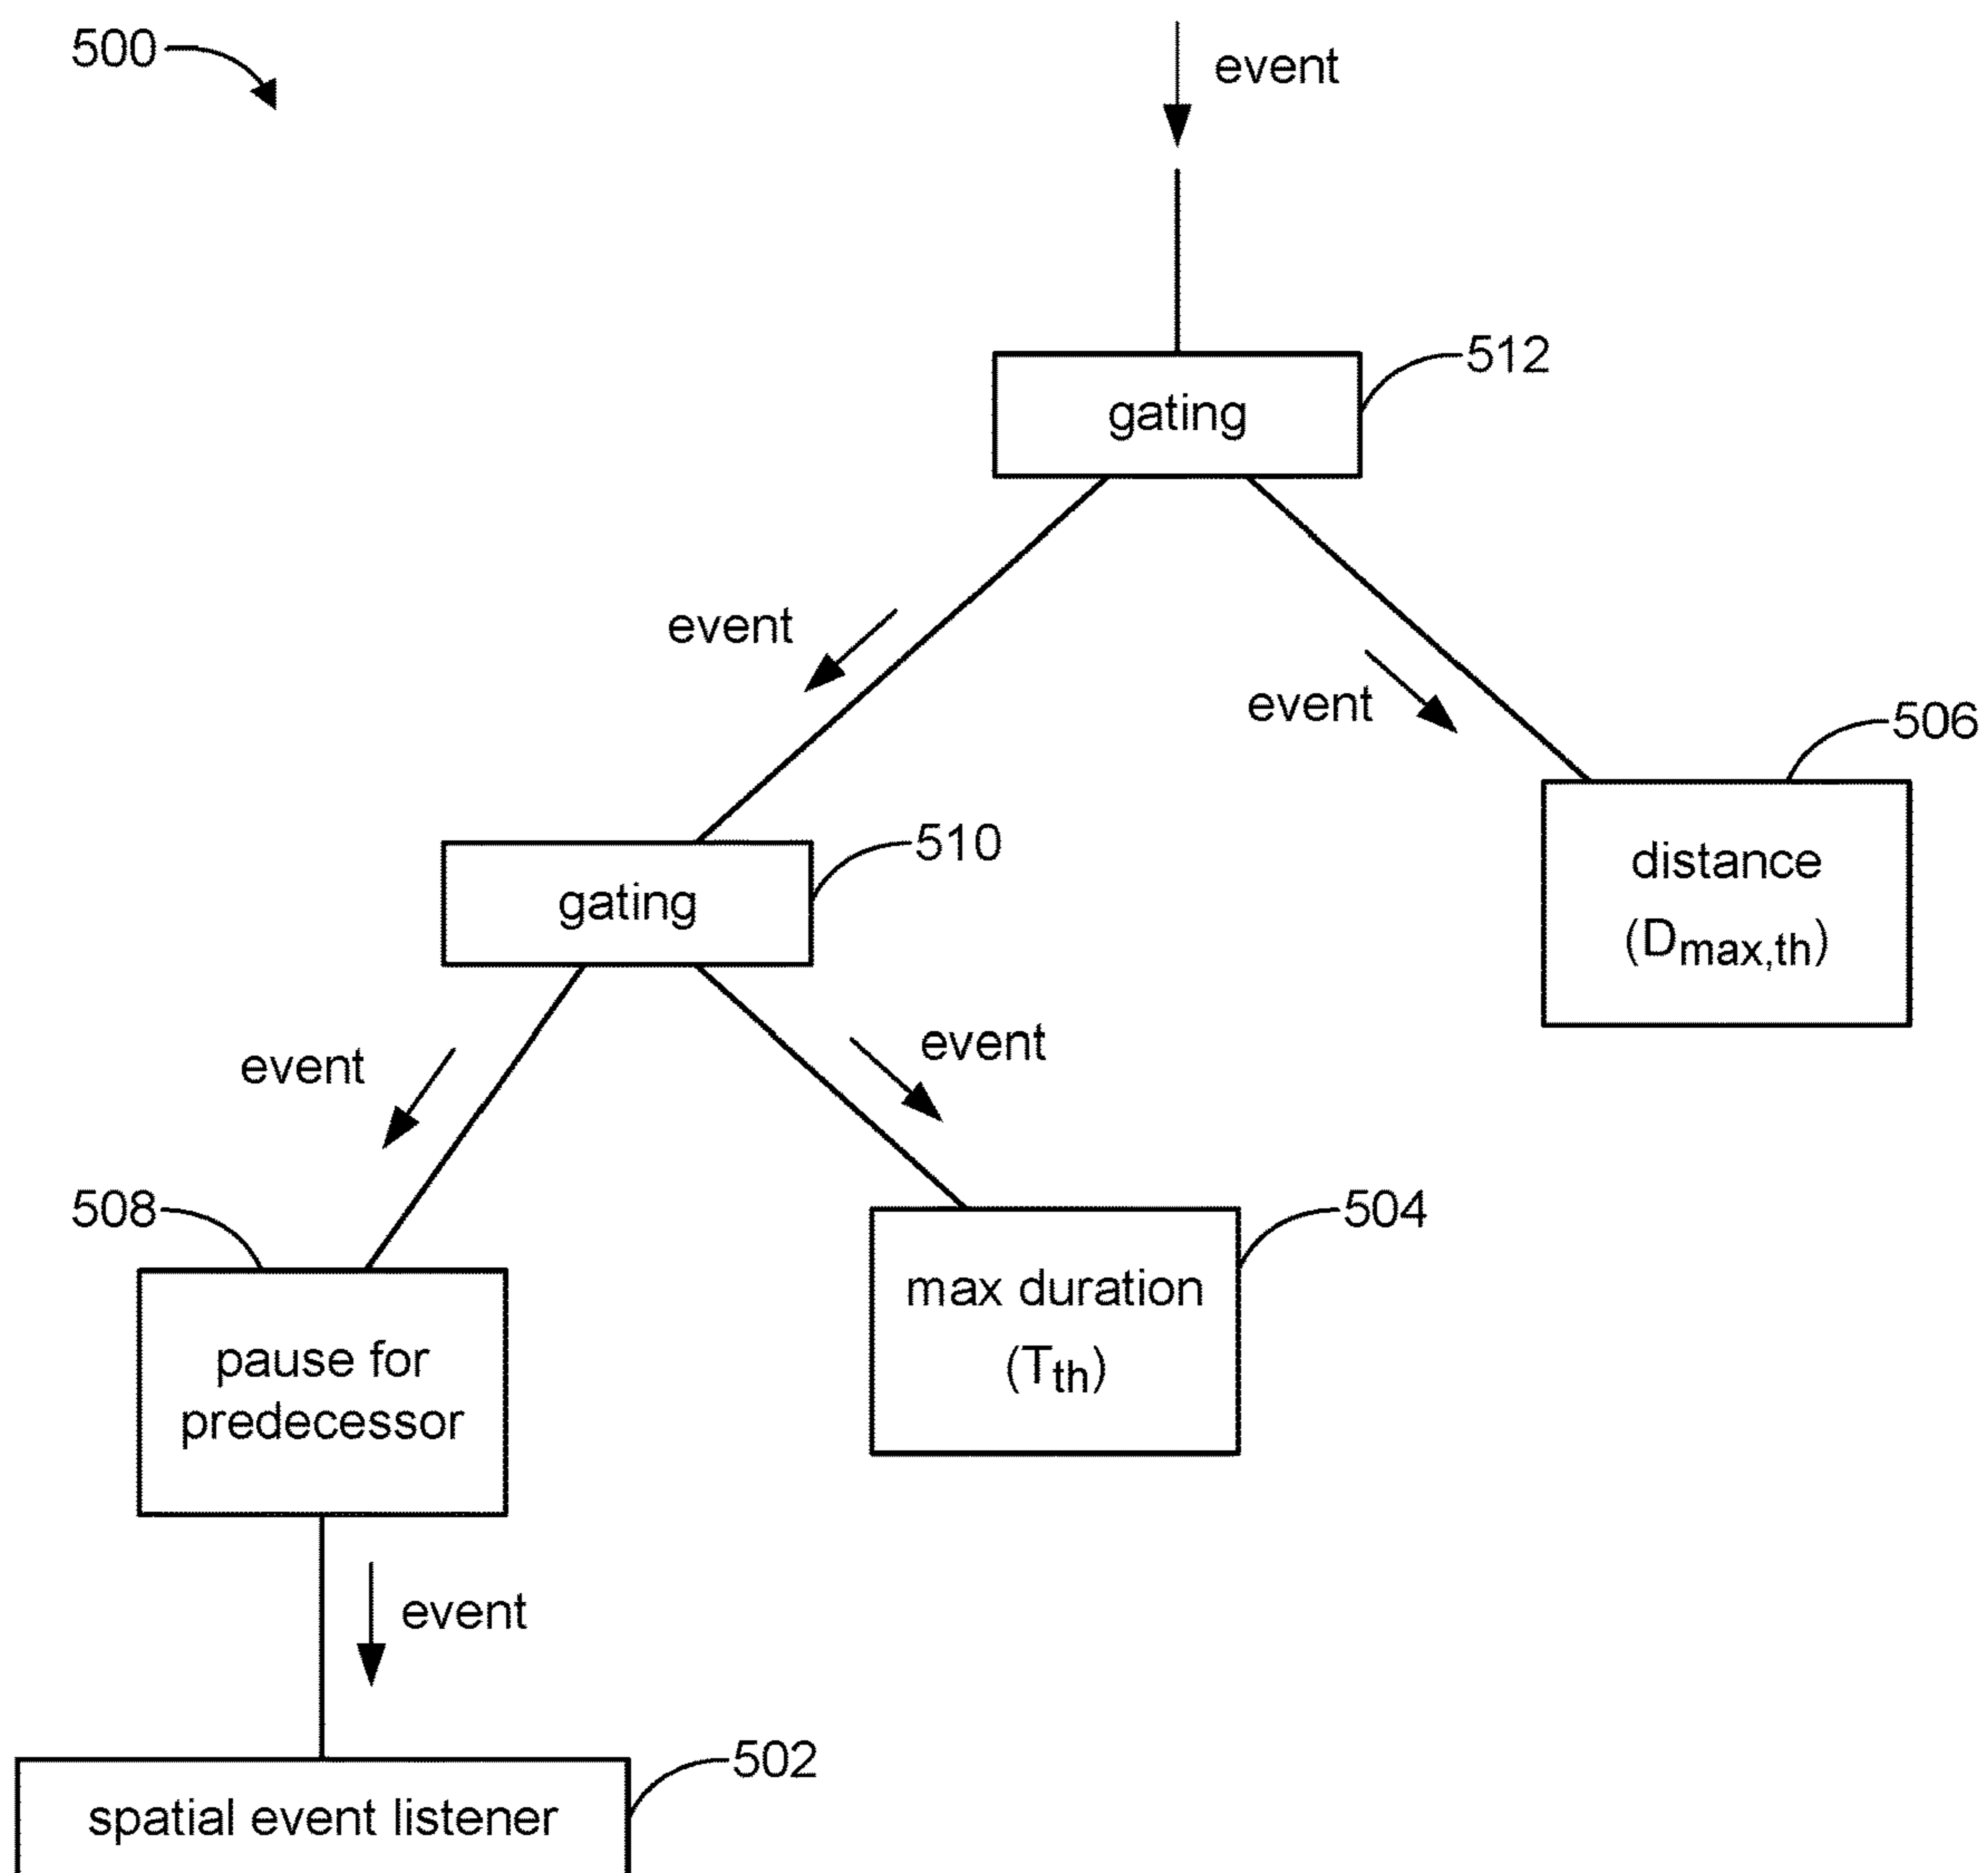 500
event
512
gating
event
event
506
distance
(Dmax,th)
510
gating
event
event
508
504
max duration
(Tth)
pause for
predecessor
event
502
spatial event listener